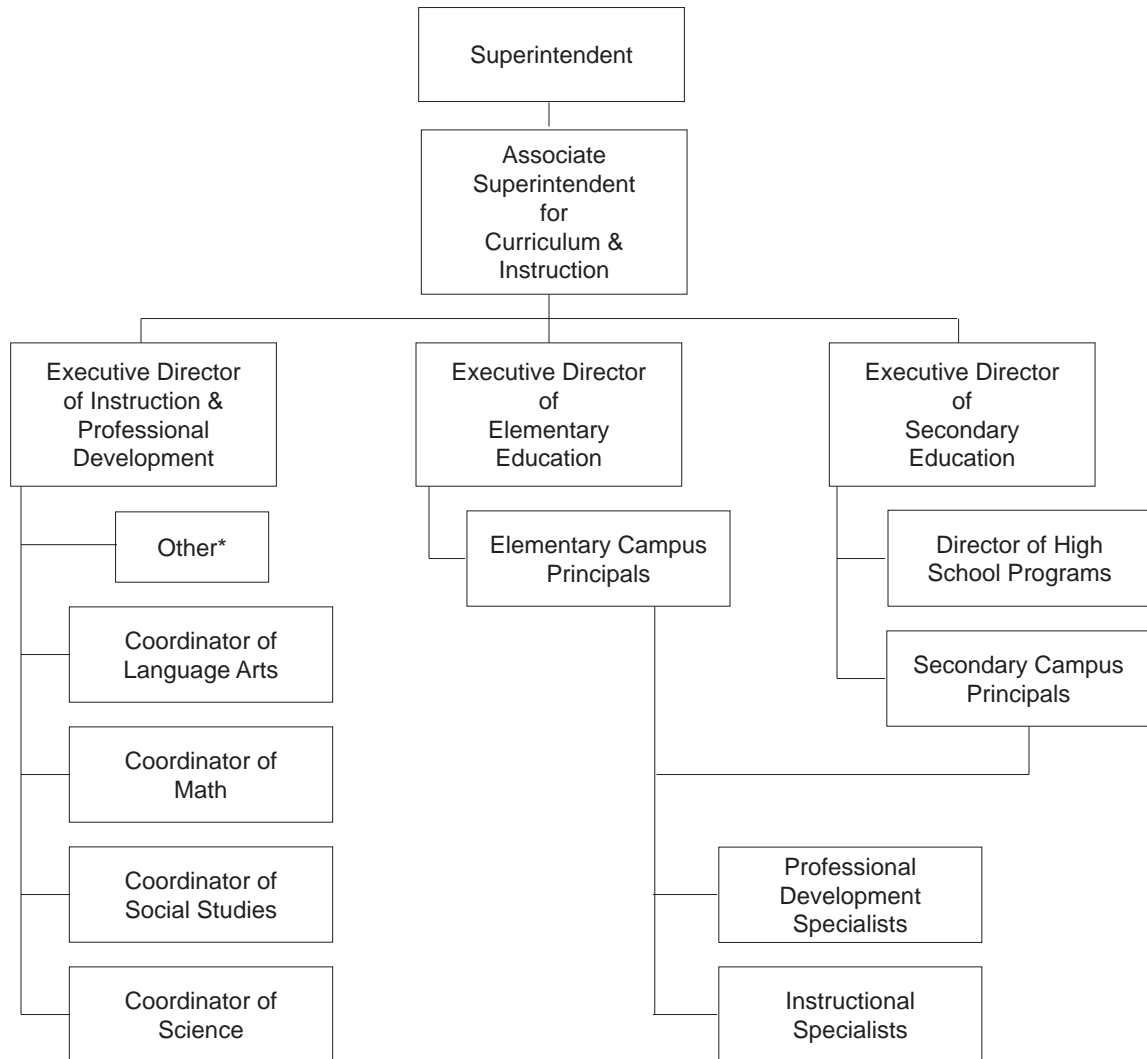 Superintendent
Associate
Superintendent
for
Curriculum &
Instruction
Executive Director
of Instruction &
Professional
Development
Executive Director
of
Elementary
Education
Executive Director
of
Secondary
Education
Other*
Coordinator of
Language Arts
Coordinator of
Math
Coordinator of
Social Studies
Coordinator of
Science
Elementary Campus
Principals
Director of High
School Programs
Secondary Campus
Principals
Professional
Development
Specialists
Instructional
Specialists